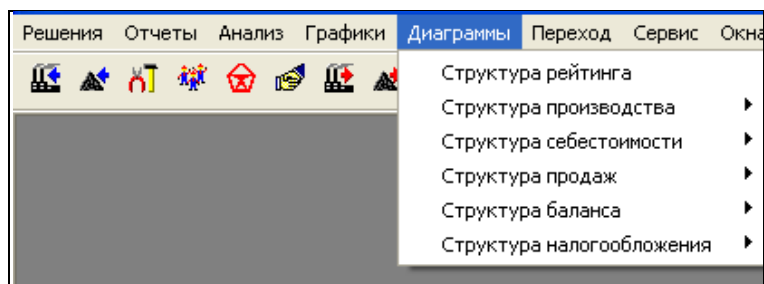 Решения Отчеты Анализ Графики Диаграммы Переход Сервис Окна
Структура рейтинга
Структура производства
Структура себестоимости
Структура продаж
Структура баланса
Структура налогообложения